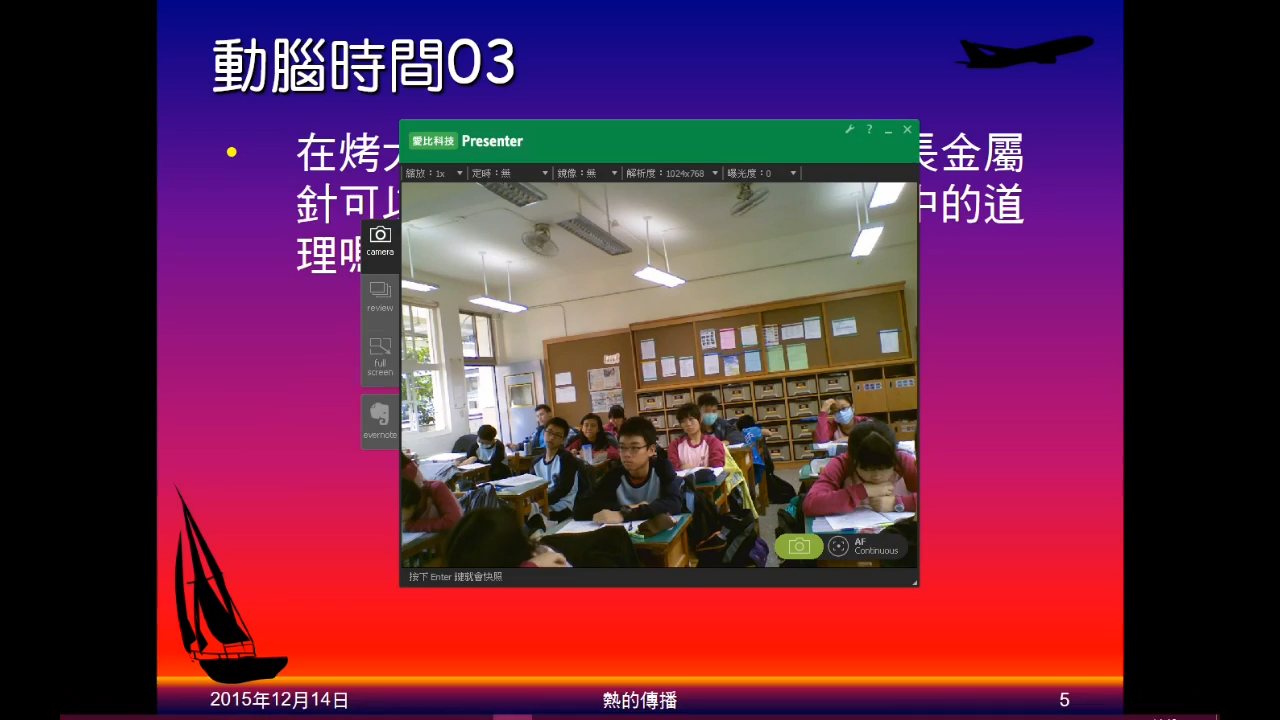 動腦時間03
愛比科技 Presenter
在烤
長金屬
縮放：1x 定時：無 鏡像：無 解析度：1024x768 曝光度：0
針可
中的道
理嗎
camera
review
full
screen
evernote
AF
Continuous
按下 Enter 鍵就會快照
2015年12月14日 熱的傳播 5